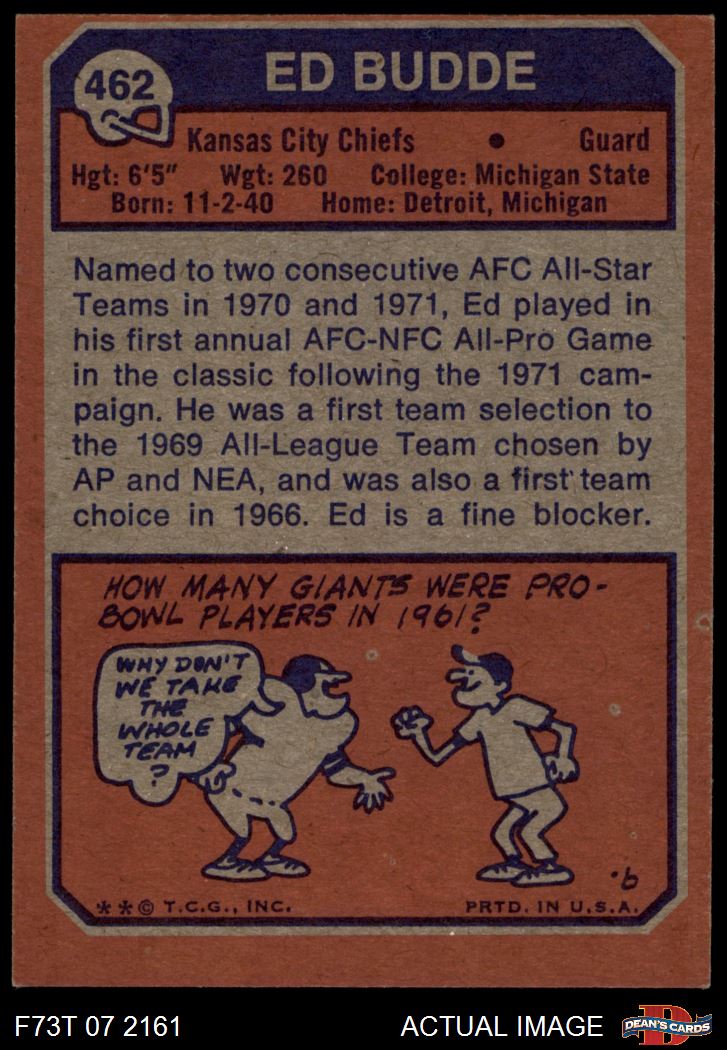 462
ED BUDDE
Kansas City Chiefs • Guard
Hgt: 6'5" Wgt: 260 College: Michigan State
Born: 11-2-40 Home: Detroit, Michigan
Named to two consecutive AFC All-Star
Teams in 1970 and 1971, Ed played in
his first annual AFC-NFC All-Pro Game
in the classic following the 1971 cam-
paign. He was a first team selection to
the 1969 All-League Team chosen by
AP and NEA, and was also a first team
choice in 1966. Ed is a fine blocker.
HOW MANY GIANTS WERE PRO-
BOWL PLAYERS IN 1961?
WHY DON'T
WE TAKE
THE
WHOLE
TEAM
?
·6
** © T.C.G., INC. PRTD. IN U.S.A.
F73T 07 2161 ACTUAL IMAGE
D
DEAN'S CARDS